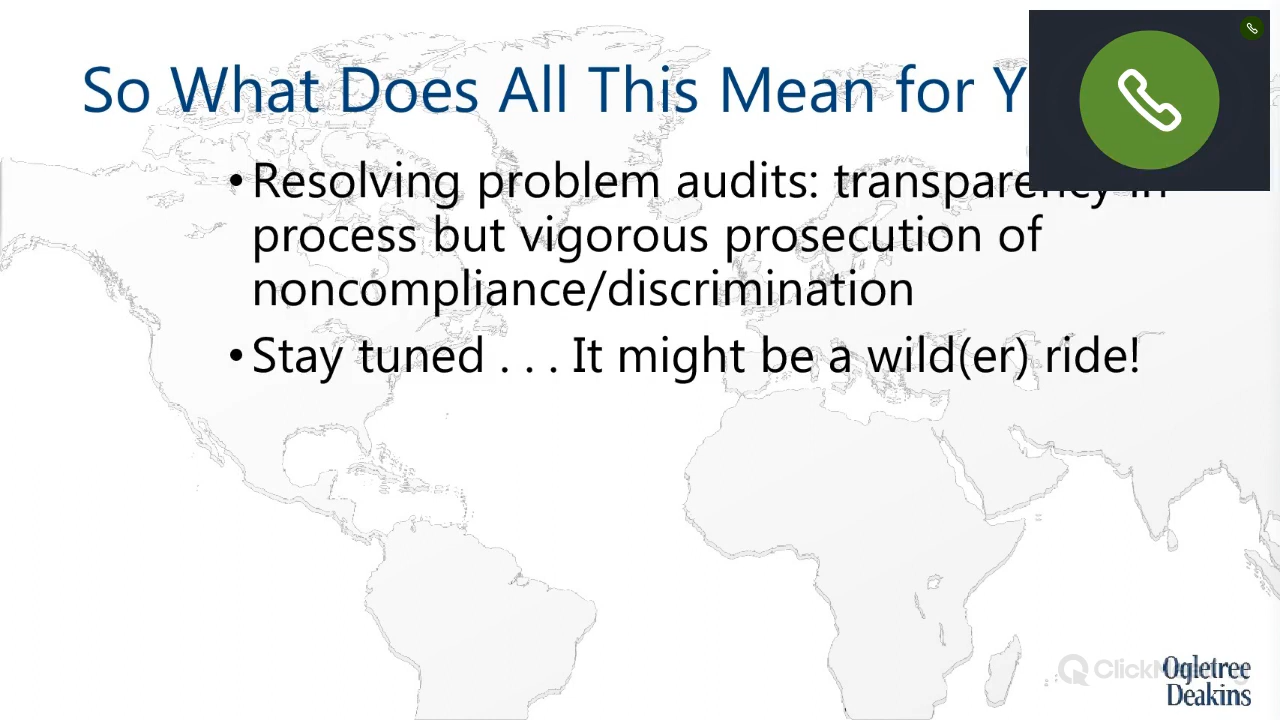 So What Does All This Mean for Y
• Resolving problem audits: transparency in
process but vigorous prosecution of
noncompliance/discrimination
• Stay tuned . . . It might be a wild(er) ride!
Ogletree
Deakins